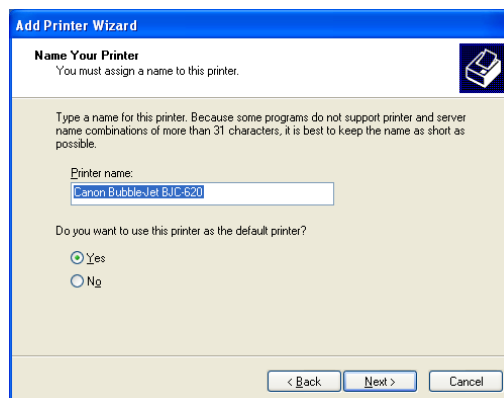 Add Printer Wizard
Name Your Printer
You must assign a name to this printer.
Type a name for this printer. Because some programs do not support printer and server
name combinations of more than 31 characters, it is best to keep the name as short as
possible.
Printer name:
Canon Bubble-Jet BJC-620
Do you want to use this printer as the default printer?
Yes
No
< Back
Next >
Cancel